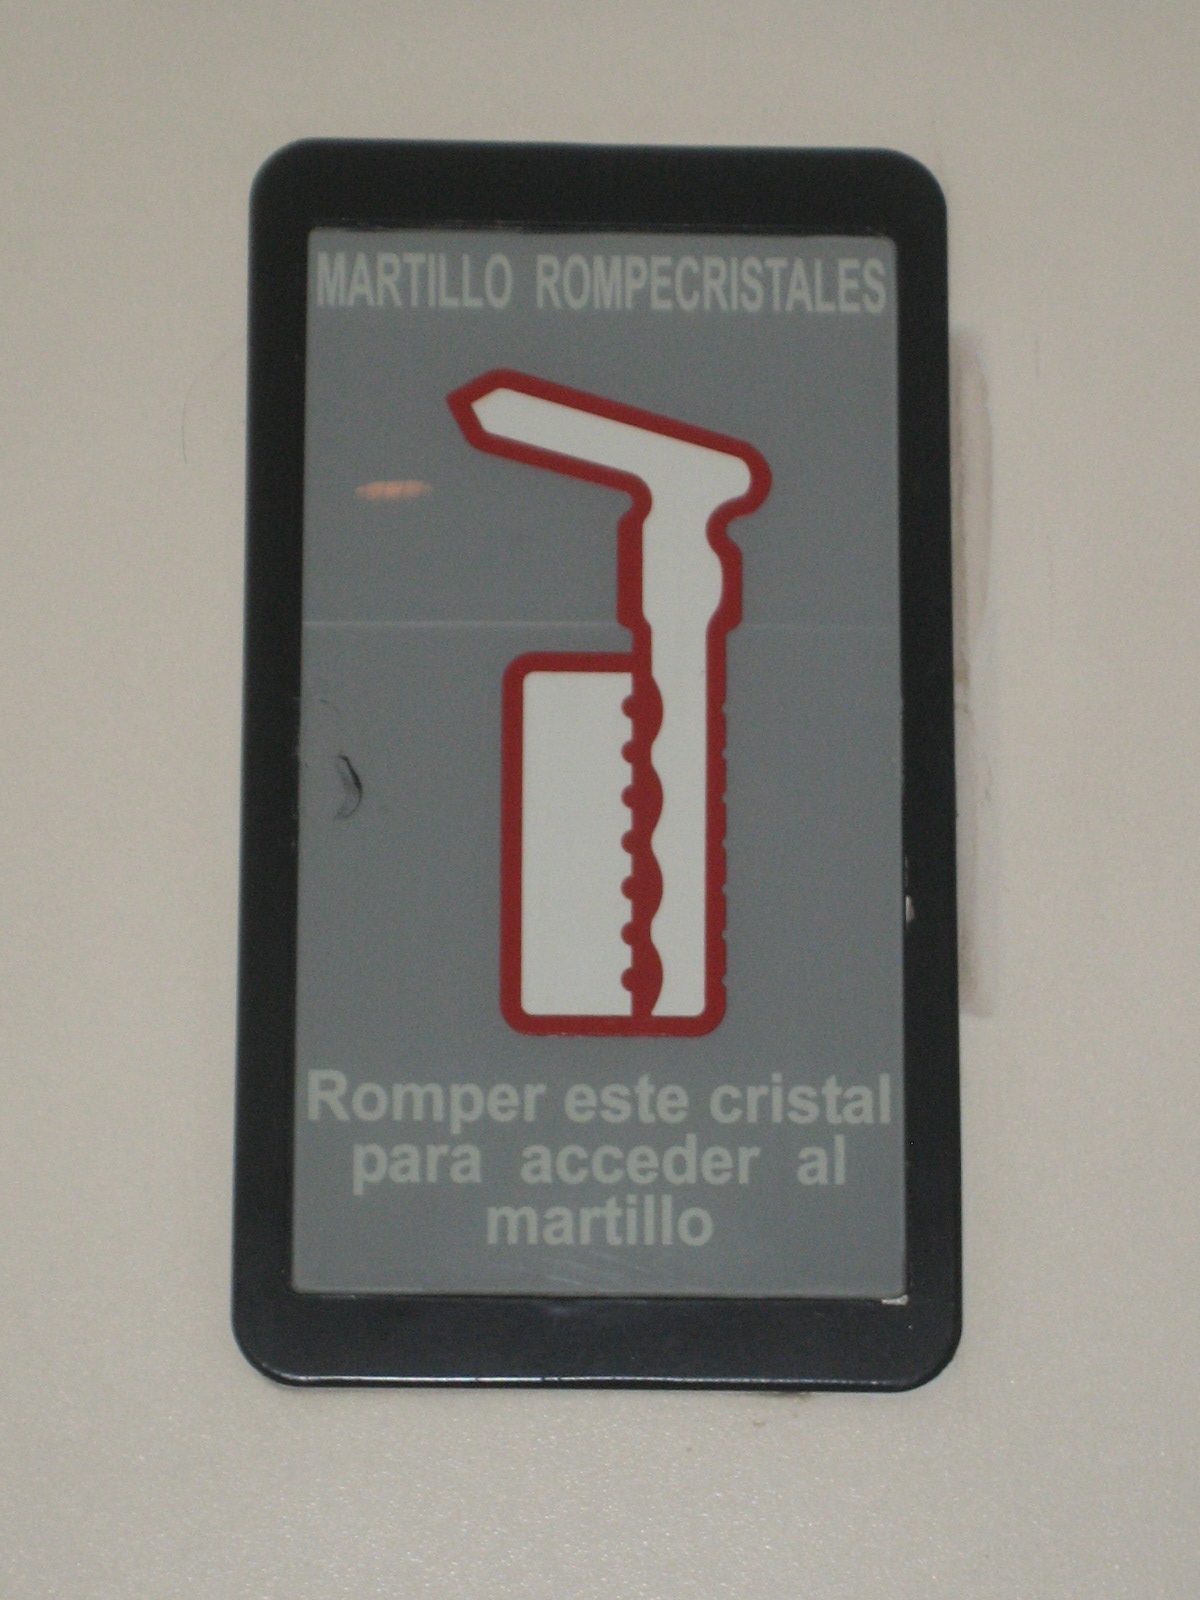 MARTILLO ROMPECRISTALES
Romper este cristal
para acceder al
martillo